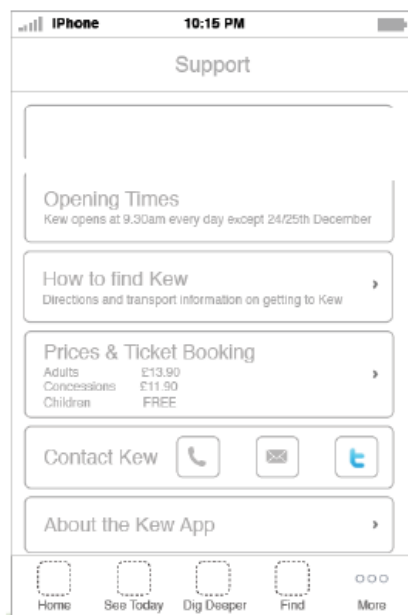 iPhone 10:15 PM
Support
Opening Times
Kew opens at 9.30am every day except 24/25th December
How to find Kew
Directions and transport information on getting to Kew
Prices & Ticket Booking
Adults £13.90
Concessions £11.90
Children FREE
Contact Kew
About the Kew App
Home See Today Dig Deeper Find More